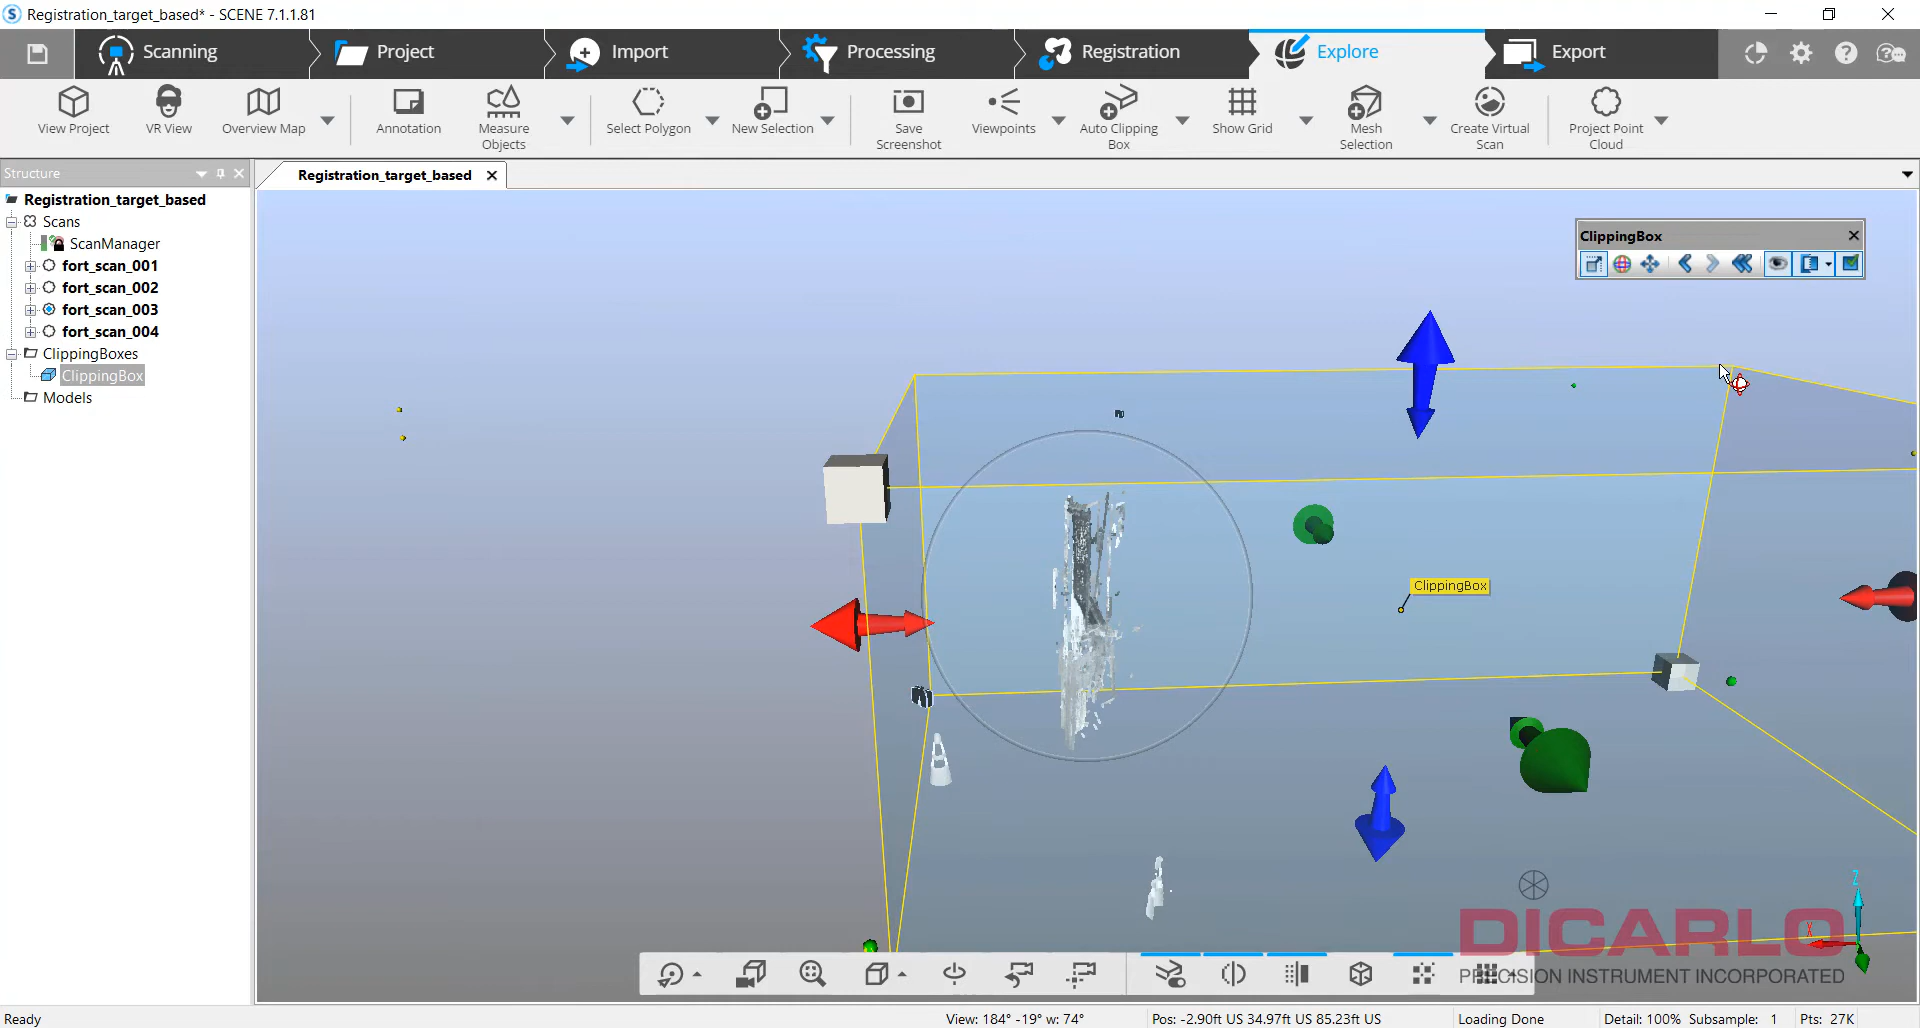 Registration_target_based* - SCENE 7.1.1.81
Scanning
Project
Import
Processing
Registration
Explore
Export
View Project
VR View
Overview Map
Annotation
Measure
Objects
Select Polygon
New Selection
Save
Screenshot
Viewpoints
Auto Clipping
Box
Show Grid
Mesh
Selection
Create Virtual
Scan
Project Point
Cloud
Structure
Registration_target_based
Scans
ScanManager
fort_scan_001
fort_scan_002
fort_scan_003
fort_scan_004
ClippingBoxes
ClippingBox
Models
Registration_target_based
ClippingBox
ClippingBox
Z
X
DICARLO
PRECISION INSTRUMENT INCORPORATED
Ready
View: 184° -19° w: 74°
Pos: -2.90ft US 34.97ft US 85.23ft US
Loading Done
Detail: 100% Subsample: 1
Pts: 27K